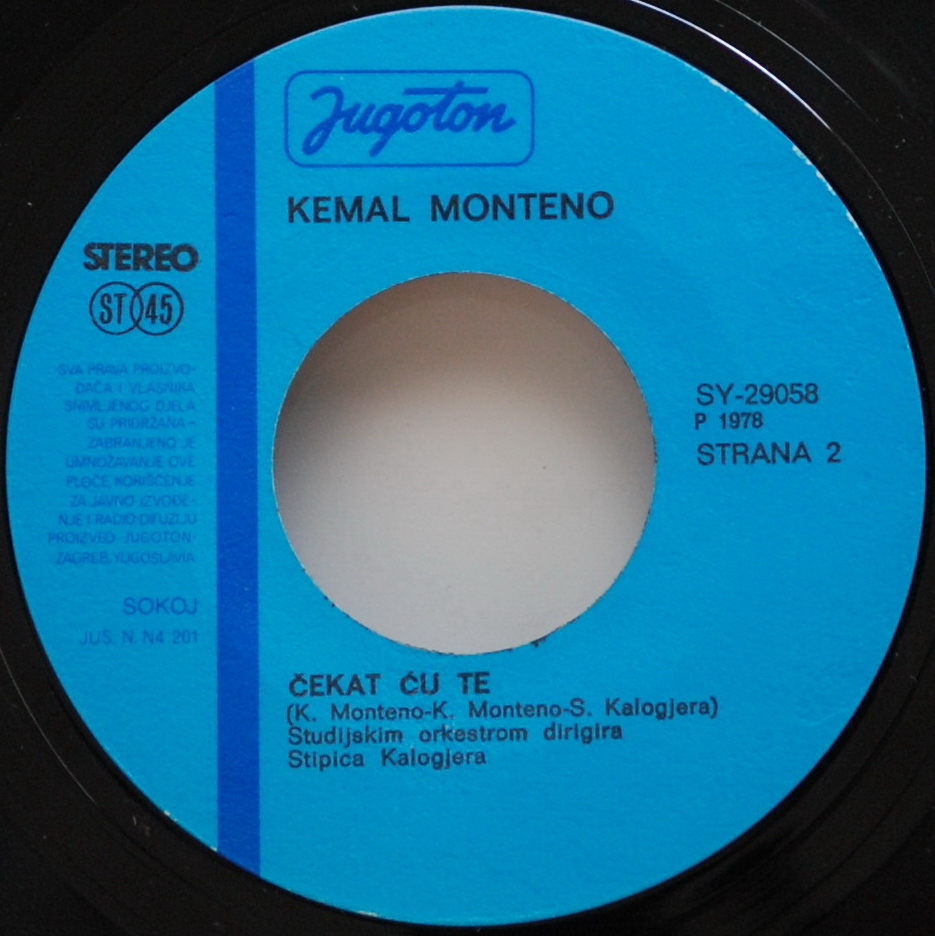 Jugoton
KEMAL MONTENO
STEREO
ST 45
SVA PRAVA PROIZVO-
ĐAČA I VLASNIKA
SNIMLJENOG DJELA
SU PRIDRŽANA -
ZABRANJENO JE
UMNOŽAVANJE OVE
PLOČE, KORIŠĆENJE
ZA JAVNO IZVOĐE-
NJE I RADIO DIFUZIJU
PROIZVEO JUGOTON-
ZAGREB, YUGOSLAVIA
SOKOJ
JUS. N. N4 201
SY-29058
P 1978
STRANA 2
ČEKAT ĆU TE
(K. Monteno-K. Monteno-S. Kalogjera)
Studijskim orkestrom dirigira
Stipica Kalogjera